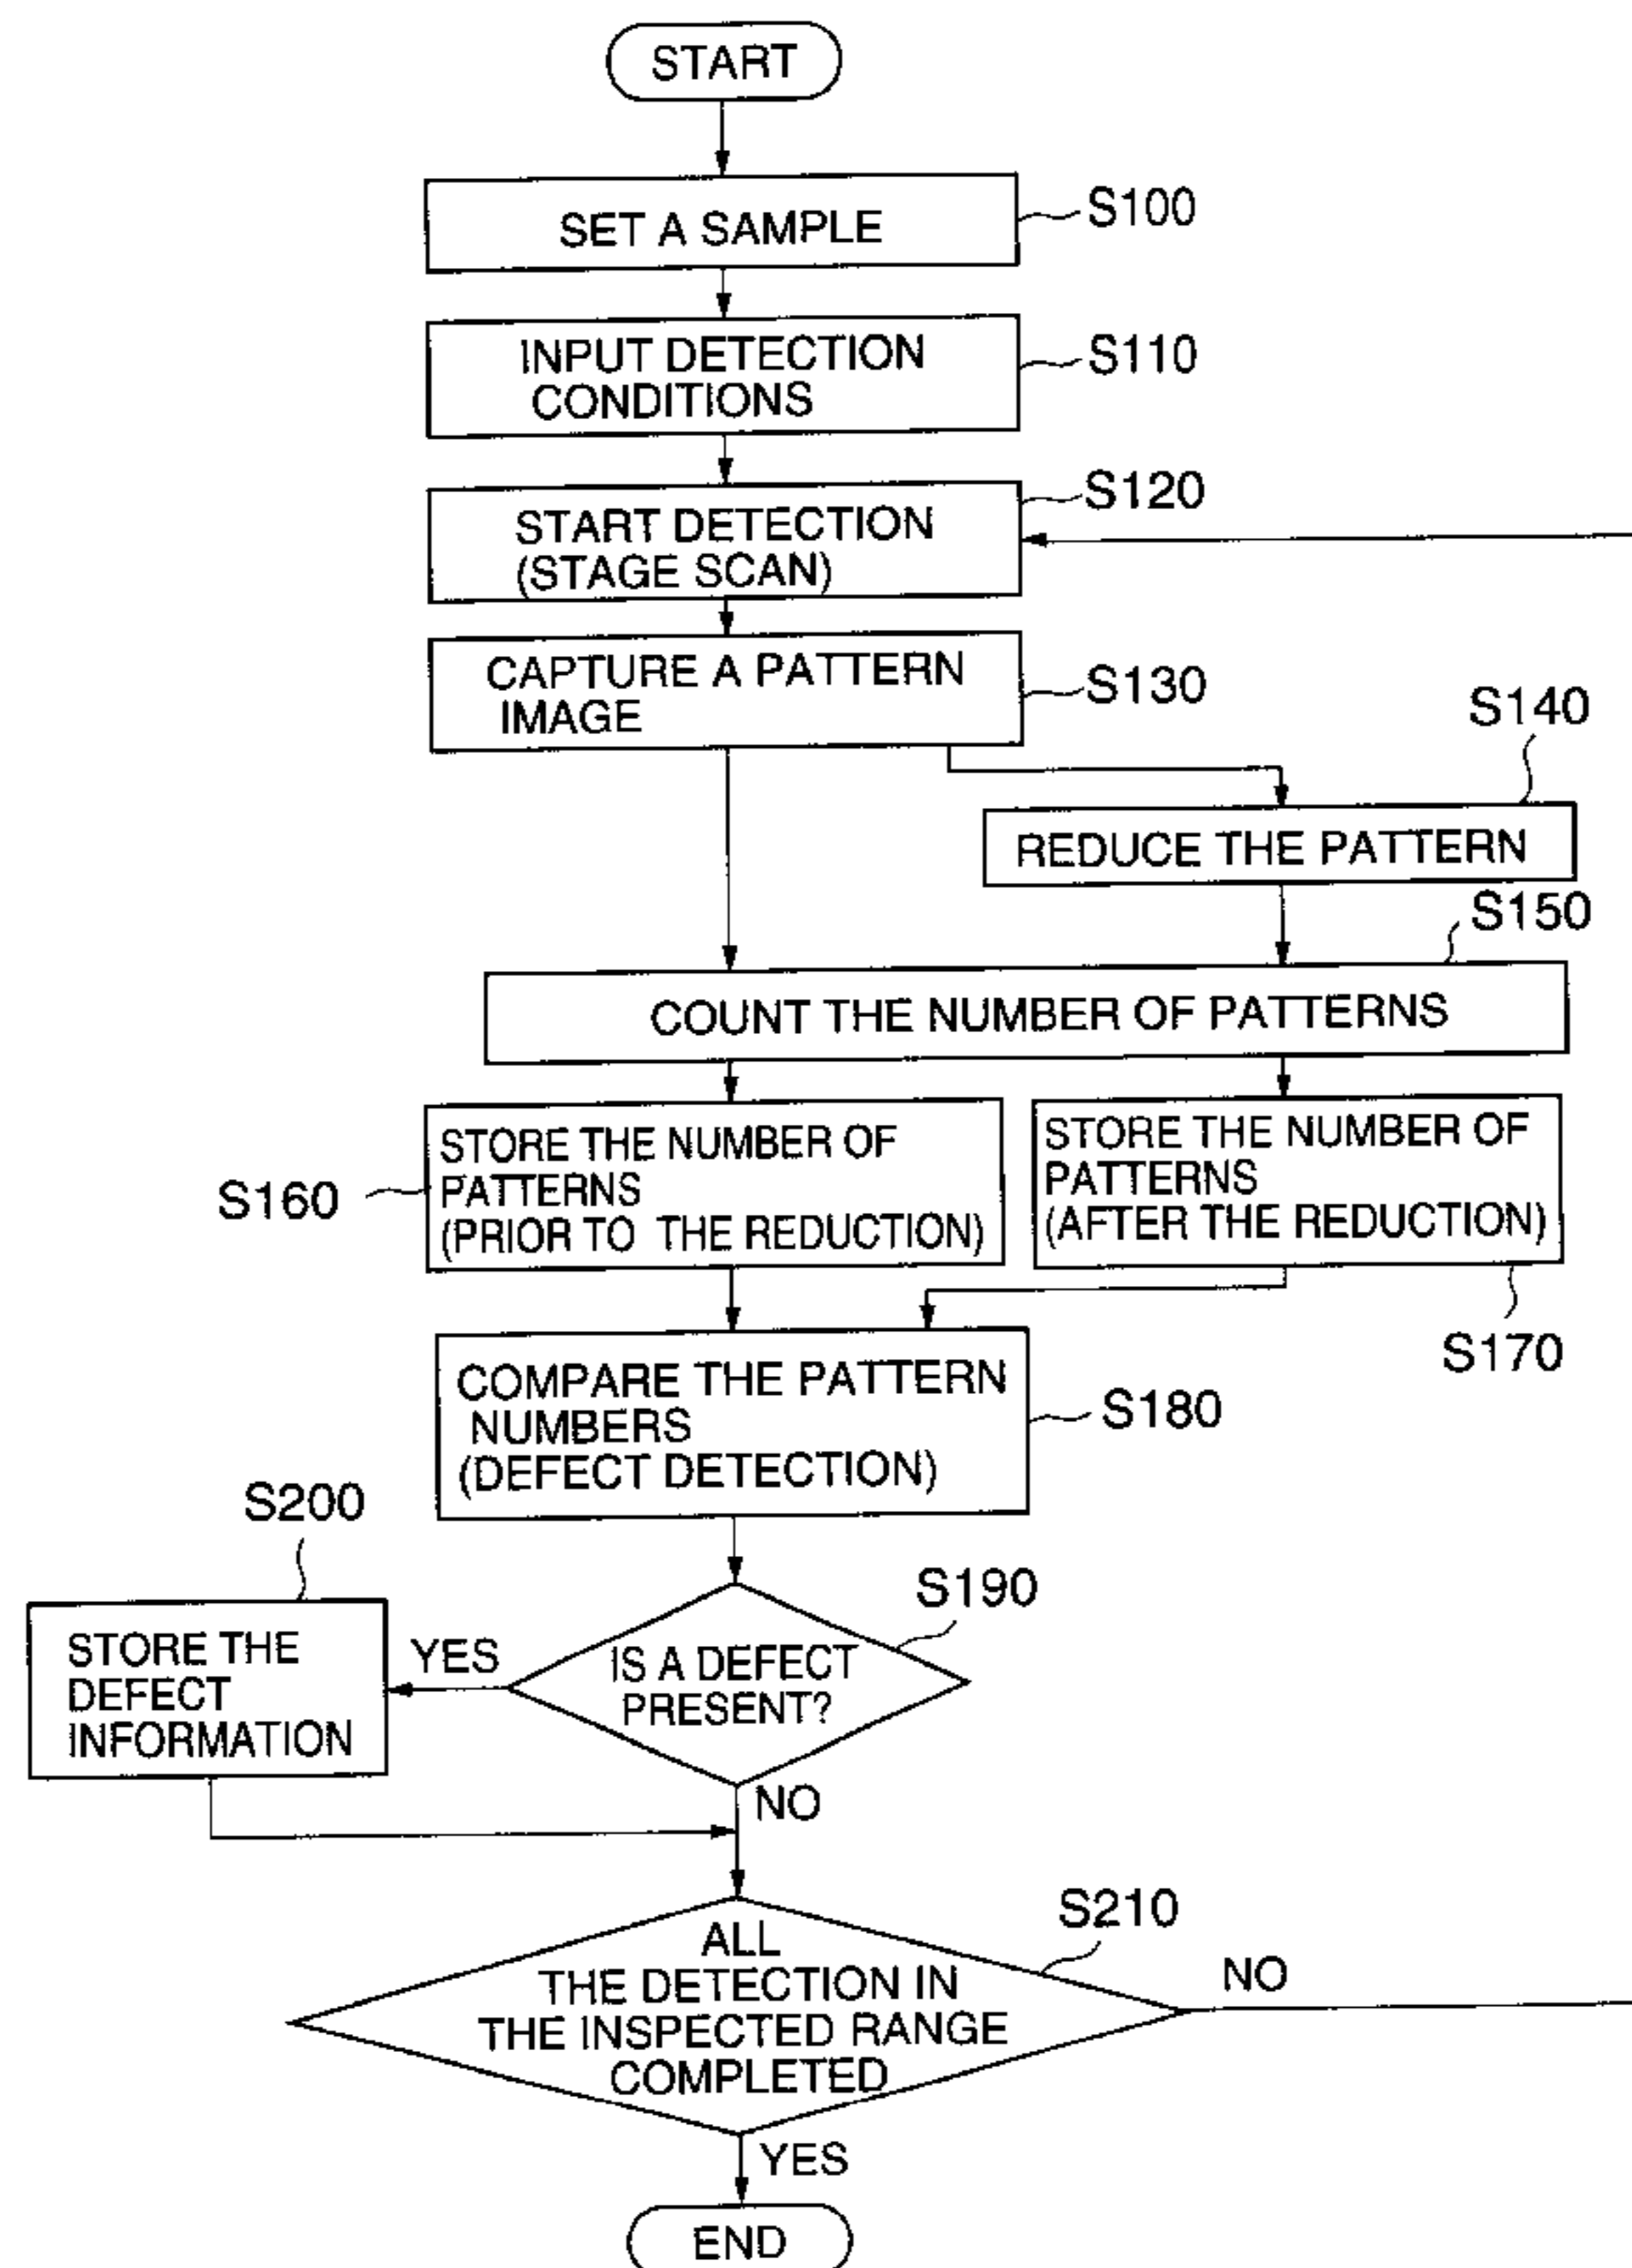 START
SET A SAMPLE
S100
INPUT DETECTION
CONDITIONS
S110
START DETECTION
(STAGE SCAN)
S120
CAPTURE A PATTERN
IMAGE
S130
S140
REDUCE THE PATTERN
S150
COUNT THE NUMBER OF PATTERNS
S160
STORE THE NUMBER OF
PATTERNS
(PRIOR TO THE REDUCTION)
STORE THE NUMBER OF
PATTERNS
(AFTER THE REDUCTION)
S170
COMPARE THE PATTERN
NUMBERS
(DEFECT DETECTION)
S180
S200
STORE THE
DEFECT
INFORMATION
YES
IS A DEFECT
PRESENT?
S190
NO
S210
ALL
THE DETECTION IN
THE INSPECTED RANGE
COMPLETED
NO
YES
END